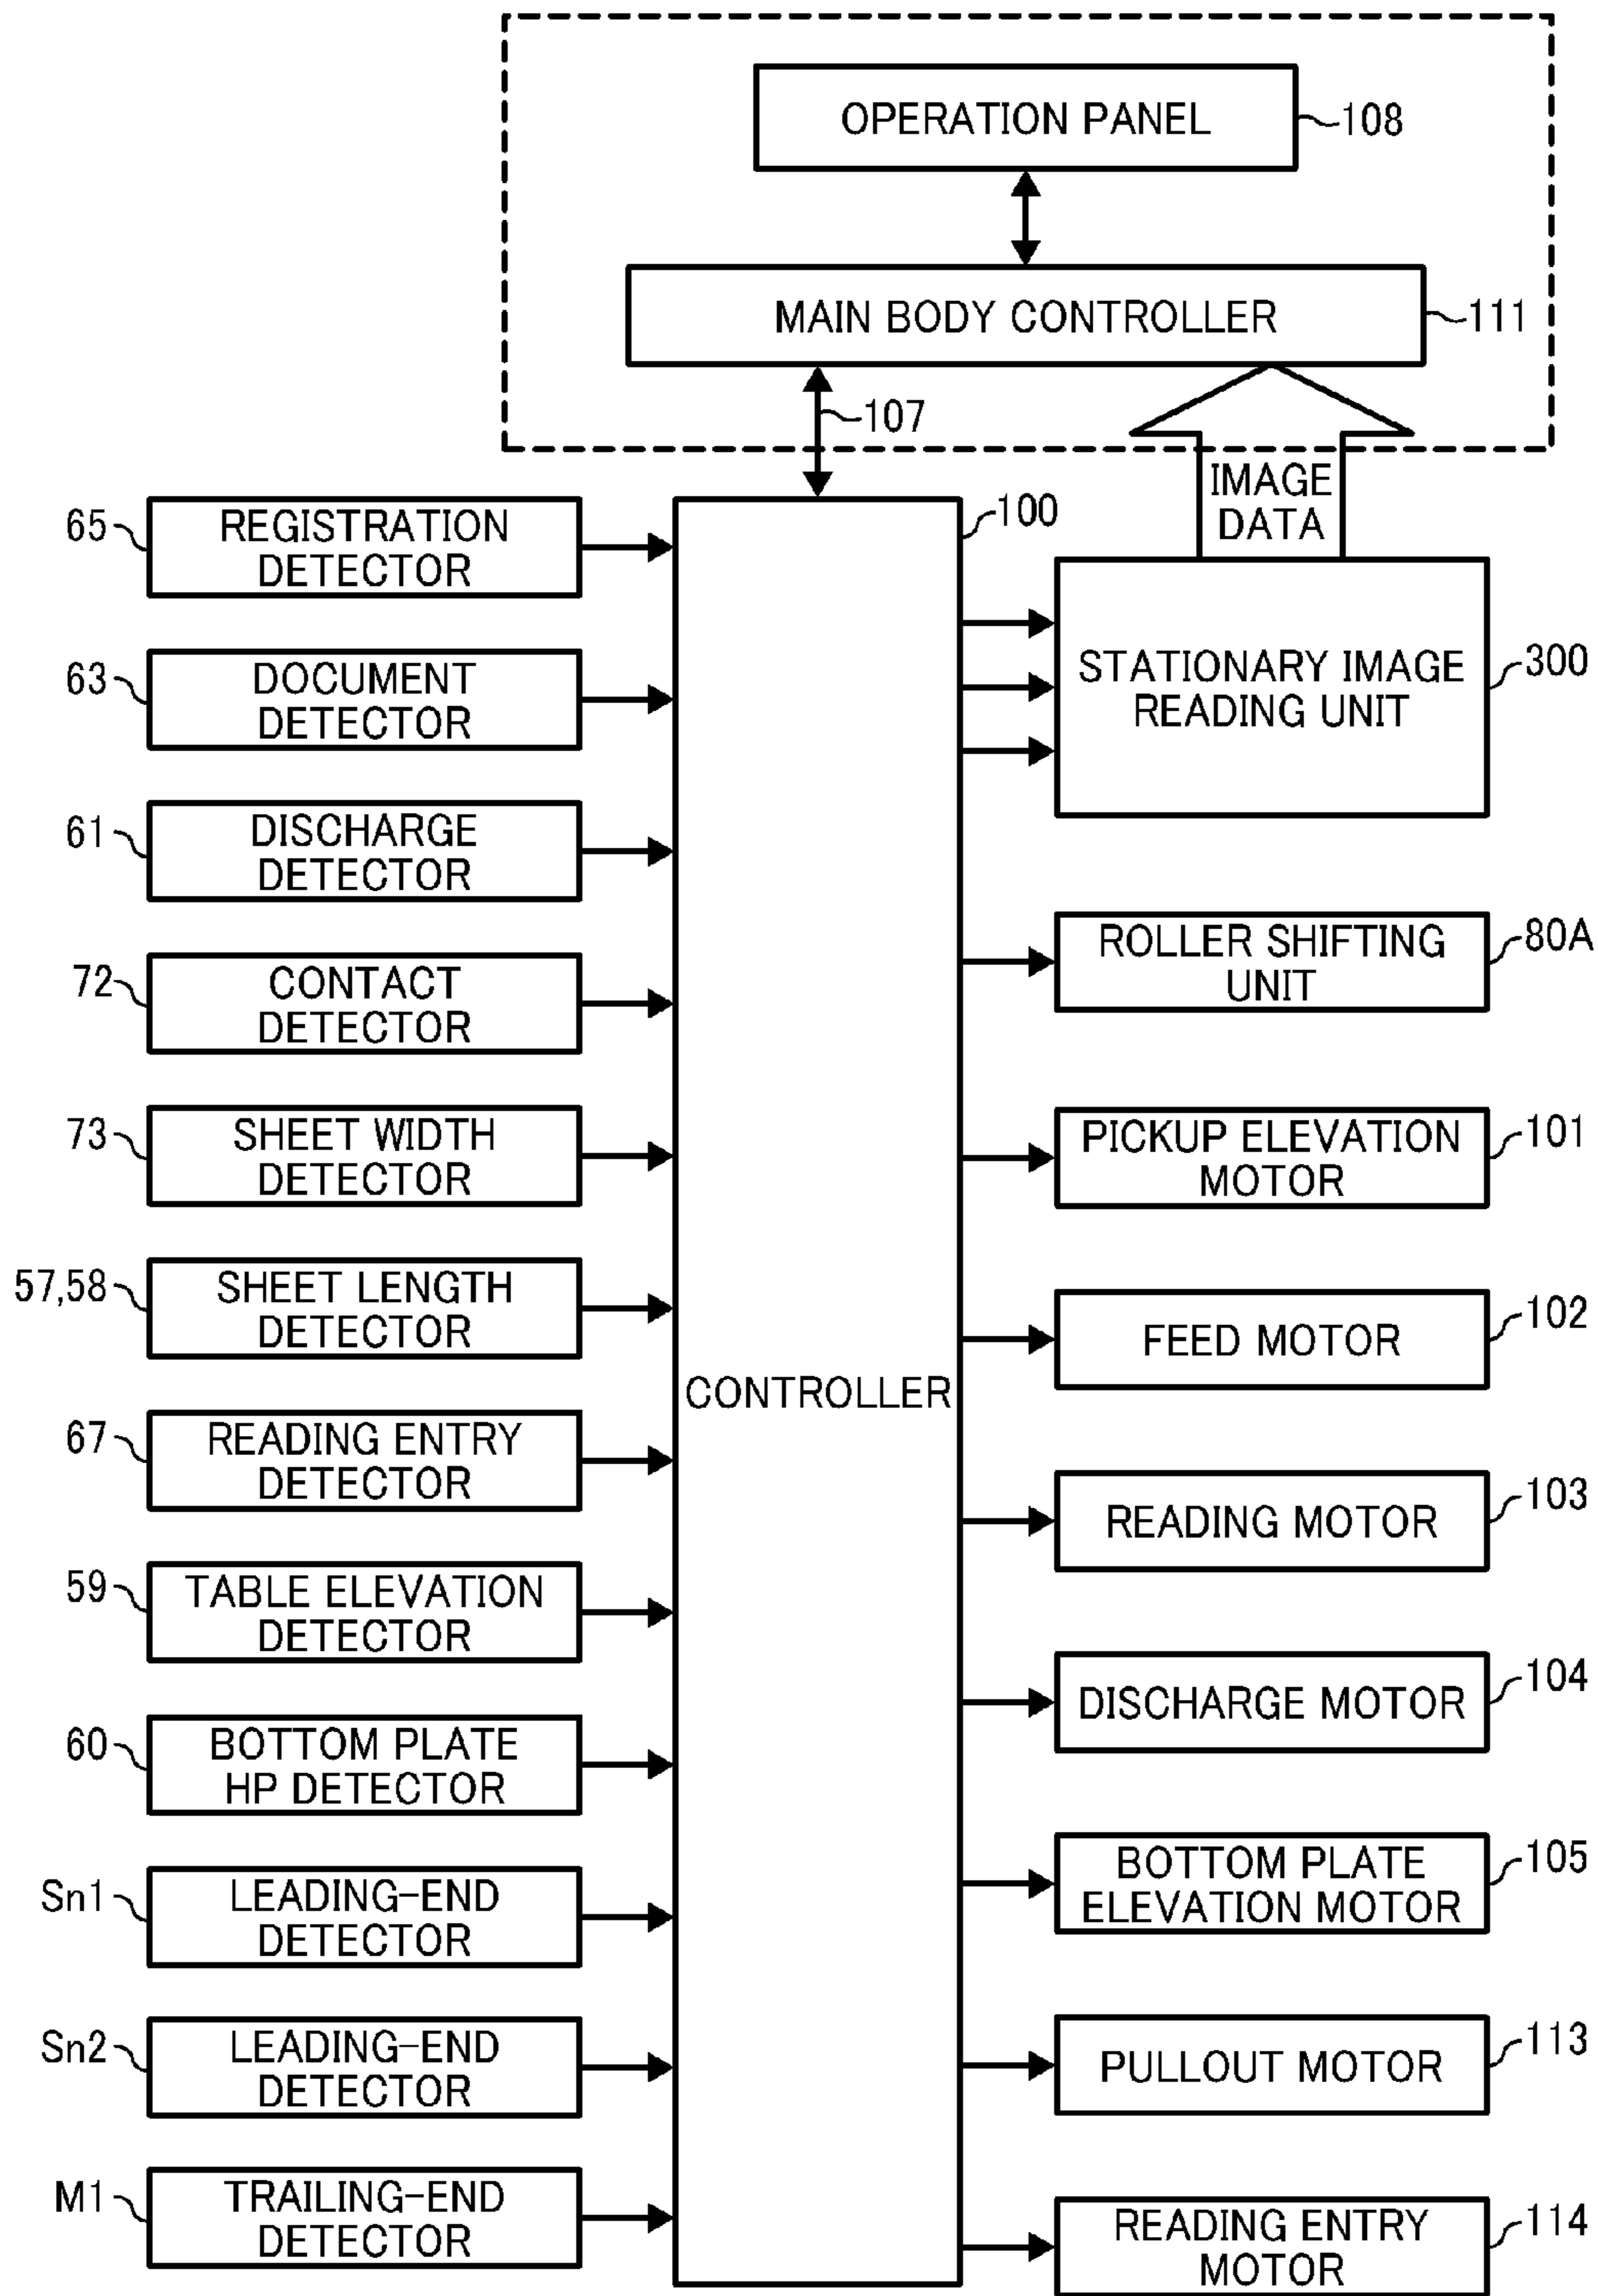 OPERATION PANEL
108
MAIN BODY CONTROLLER
111
107
IMAGE
DATA
100
CONTROLLER
65
REGISTRATION
DETECTOR
63
DOCUMENT
DETECTOR
61
DISCHARGE
DETECTOR
72
CONTACT
DETECTOR
73
SHEET WIDTH
DETECTOR
57,58
SHEET LENGTH
DETECTOR
67
READING ENTRY
DETECTOR
59
TABLE ELEVATION
DETECTOR
60
BOTTOM PLATE
HP DETECTOR
Sn1
LEADING-END
DETECTOR
Sn2
LEADING-END
DETECTOR
M1
TRAILING-END
DETECTOR
STATIONARY IMAGE
READING UNIT
300
ROLLER SHIFTING
UNIT
80A
PICKUP ELEVATION
MOTOR
101
FEED MOTOR
102
READING MOTOR
103
DISCHARGE MOTOR
104
BOTTOM PLATE
ELEVATION MOTOR
105
PULLOUT MOTOR
113
READING ENTRY
MOTOR
114